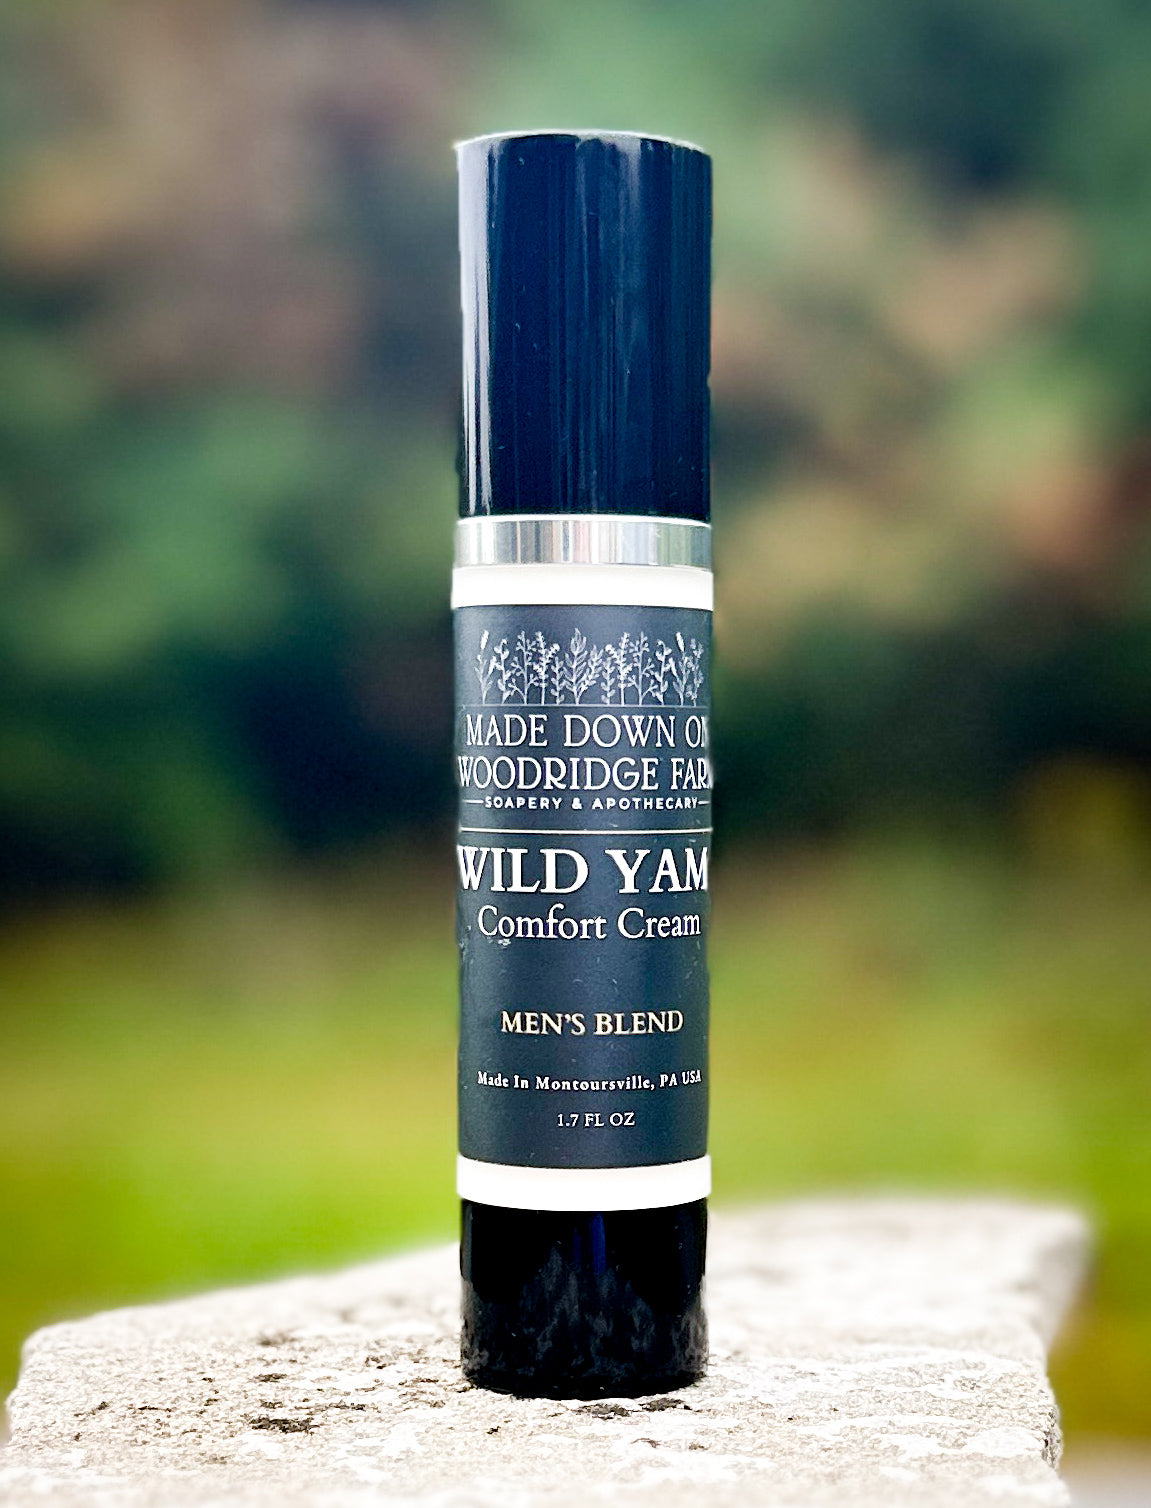 MADE DOWN ON
WOODRIDGE FARM
SOAPERY & APOTHECARY
WILD YAM
Comfort Cream
MEN'S BLEND
Made In Montoursville, PA USA
1.7 FL OZ